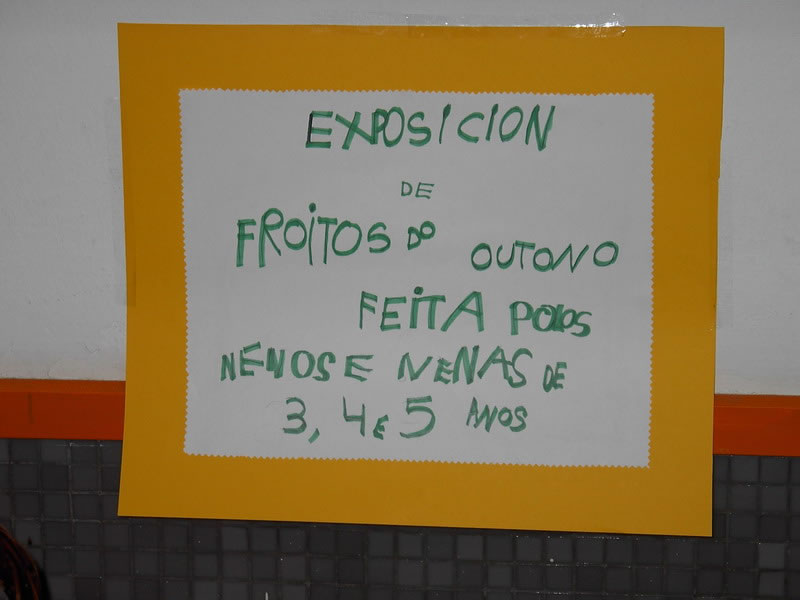 EXPOSICION
DE
FROITOS DO OUTONO
FEITA POLOS
NENOS E NENAS DE
3, 4 E 5 ANOS